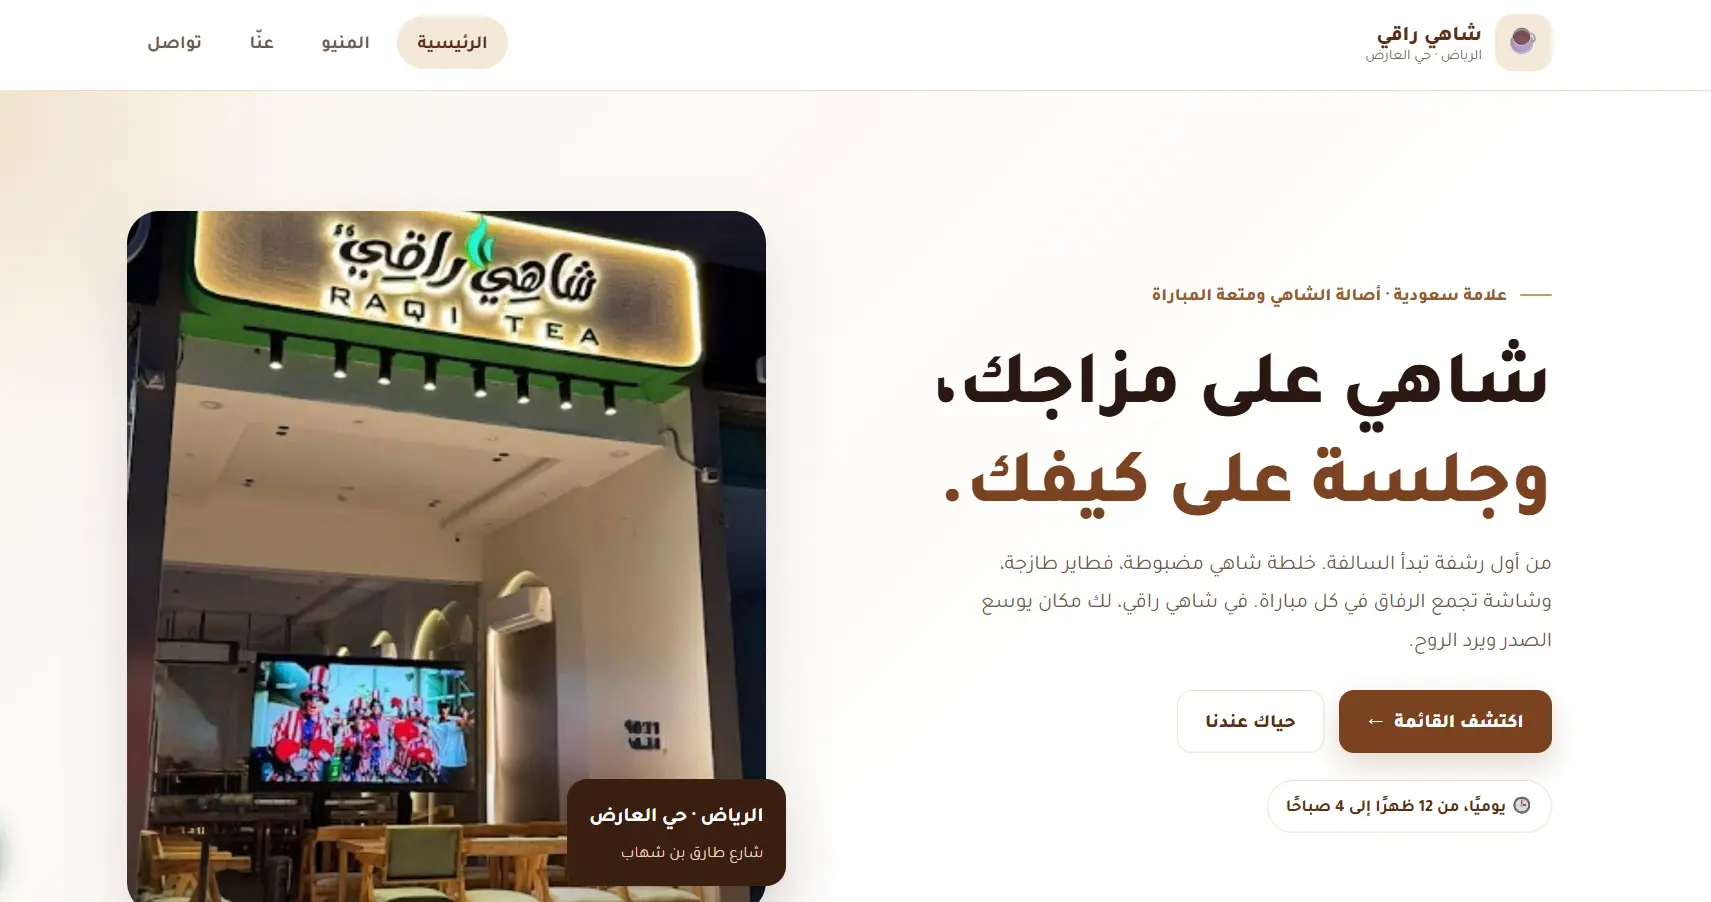 شاهي راقي
الرياض · حي العارض
الرئيسية
المنيو
عنّا
تواصل
علامة سعودية · أصالة الشاهي ومتعة المباراة
شاهي على مزاجك،
وجلسة على كيفك.
من أول رشفة تبدأ السالفة. خلطة شاهي مضبوطة، فطاير طازجة،
وشاشة تجمع الرفاق في كل مباراة. في شاهي راقي، لك مكان يوسع
الصدر ويرد الروح.
اكتشف القائمة ←
حياك عندنا
يوميًا، من 12 ظهرًا إلى 4 صباحًا
شاهي راقي
RAQI TEA
الرياض · حي العارض
شارع طارق بن شهاب